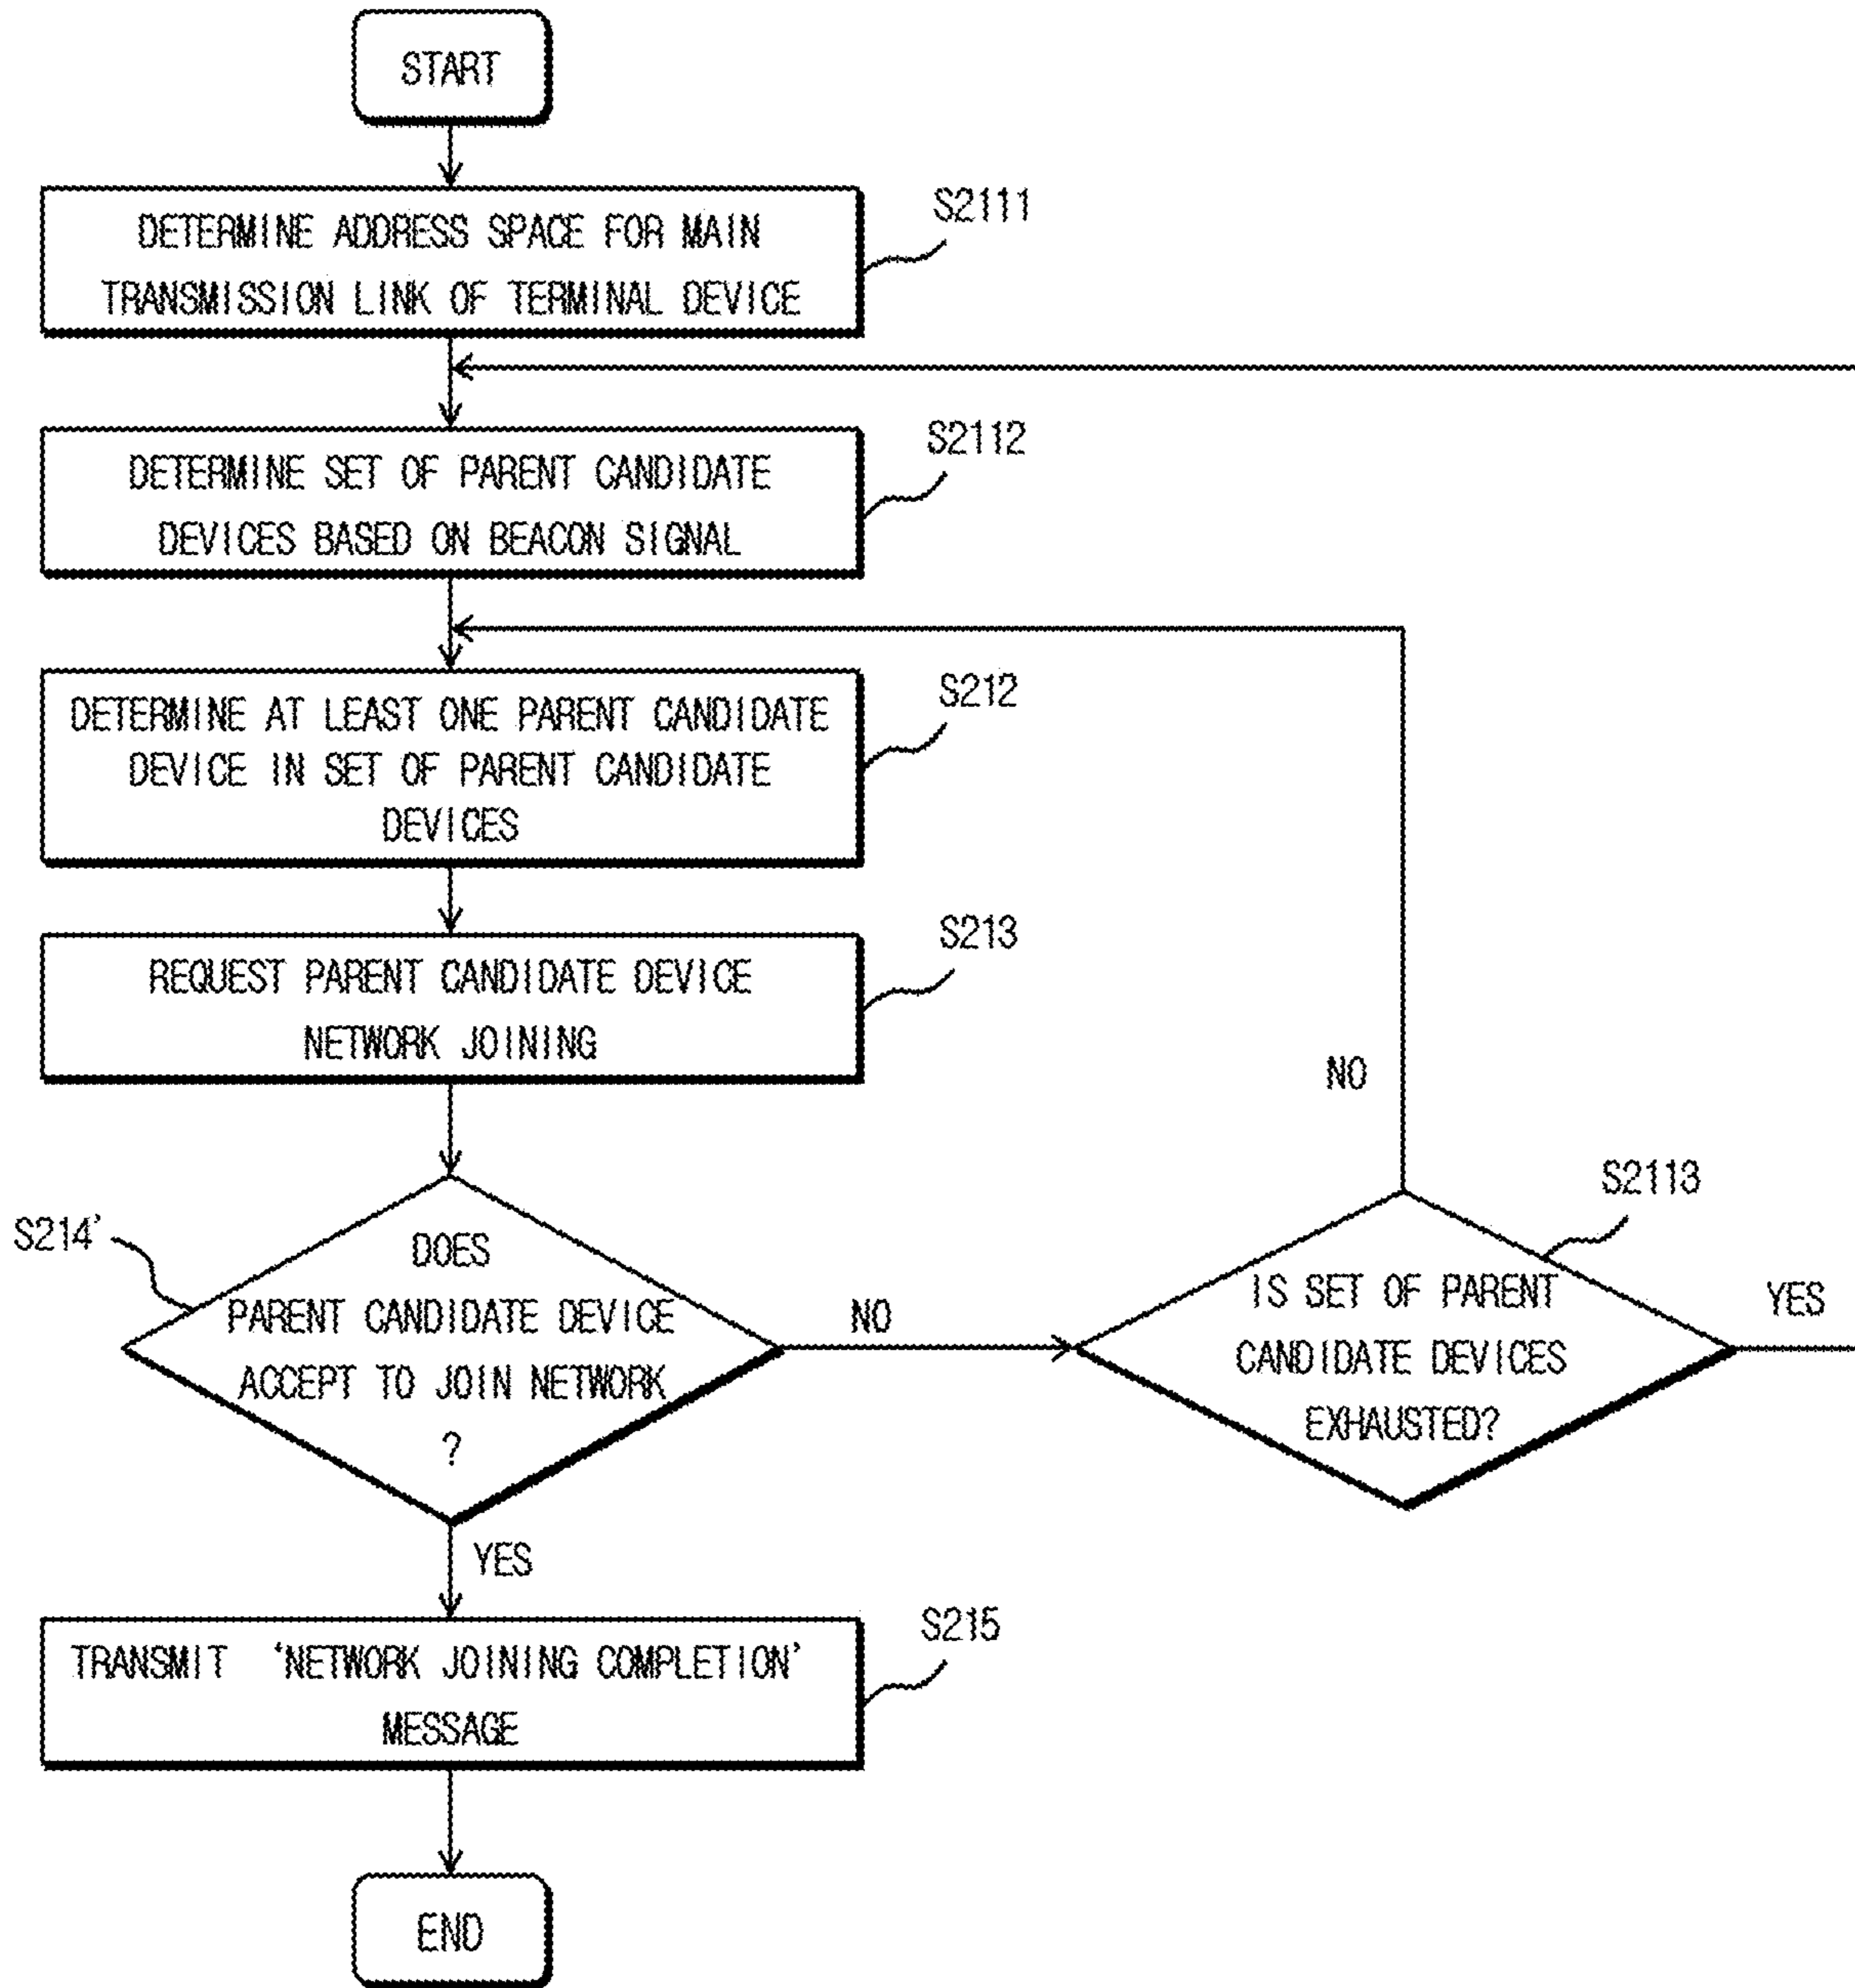 START
DETERMINE ADDRESS SPACE FOR MAIN
TRANSMISSION LINK OF TERMINAL DEVICE
S2111
DETERMINE SET OF PARENT CANDIDATE
DEVICES BASED ON BEACON SIGNAL
S2112
DETERMINE AT LEAST ONE PARENT CANDIDATE
DEVICE IN SET OF PARENT CANDIDATE
DEVICES
S212
REQUEST PARENT CANDIDATE DEVICE
NETWORK JOINING
S213
S214'
DOES
PARENT CANDIDATE DEVICE
ACCEPT TO JOIN NETWORK
?
NO
NO
S2113
IS SET OF PARENT
CANDIDATE DEVICES
EXHAUSTED?
YES
YES
TRANSMIT 'NETWORK JOINING COMPLETION'
MESSAGE
S215
END